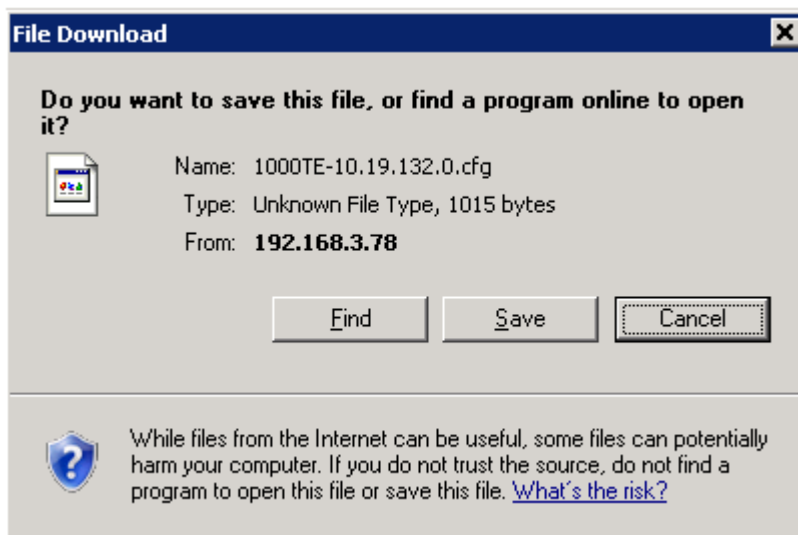 File Download
Do you want to save this file, or find a program online to open
it?
Name: 1000TE-10.19.132.0.cfg
Type: Unknown File Type, 1015 bytes
From: 192.168.3.78
Find Save Cancel
While files from the Internet can be useful, some files can potentially
harm your computer. If you do not trust the source, do not find a
program to open this file or save this file. What's the risk?